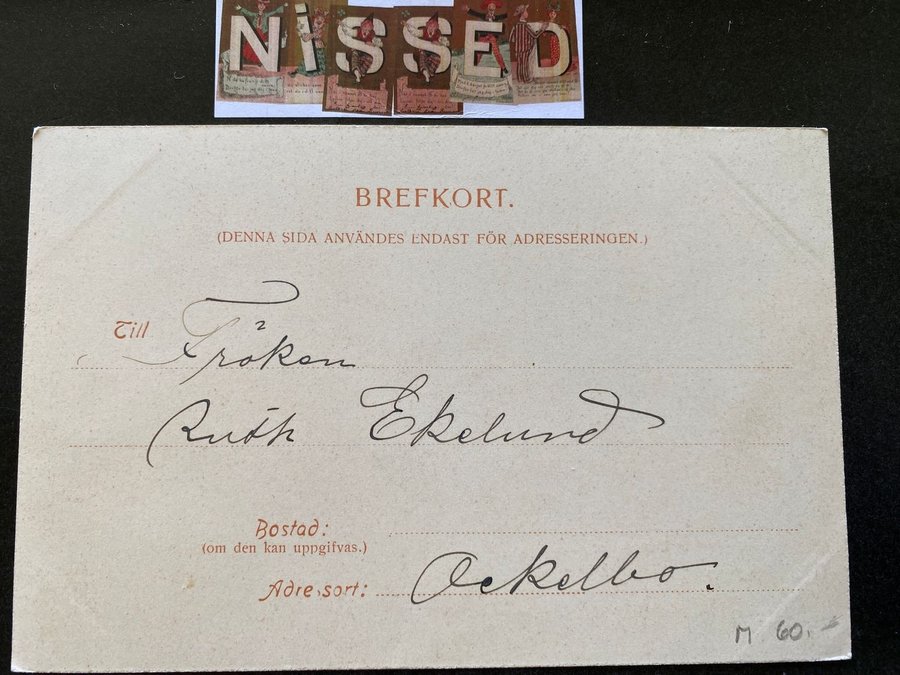 NiSSED
BREFKORT.
(DENNA SIDA ANVÄNDES ENDAST FÖR ADRESSERINGEN.)
Till Fröken
Ruth Ekelund
Bostad:
(om den kan uppgifvas.)
Adressort: Ockelbo.
M 60:-